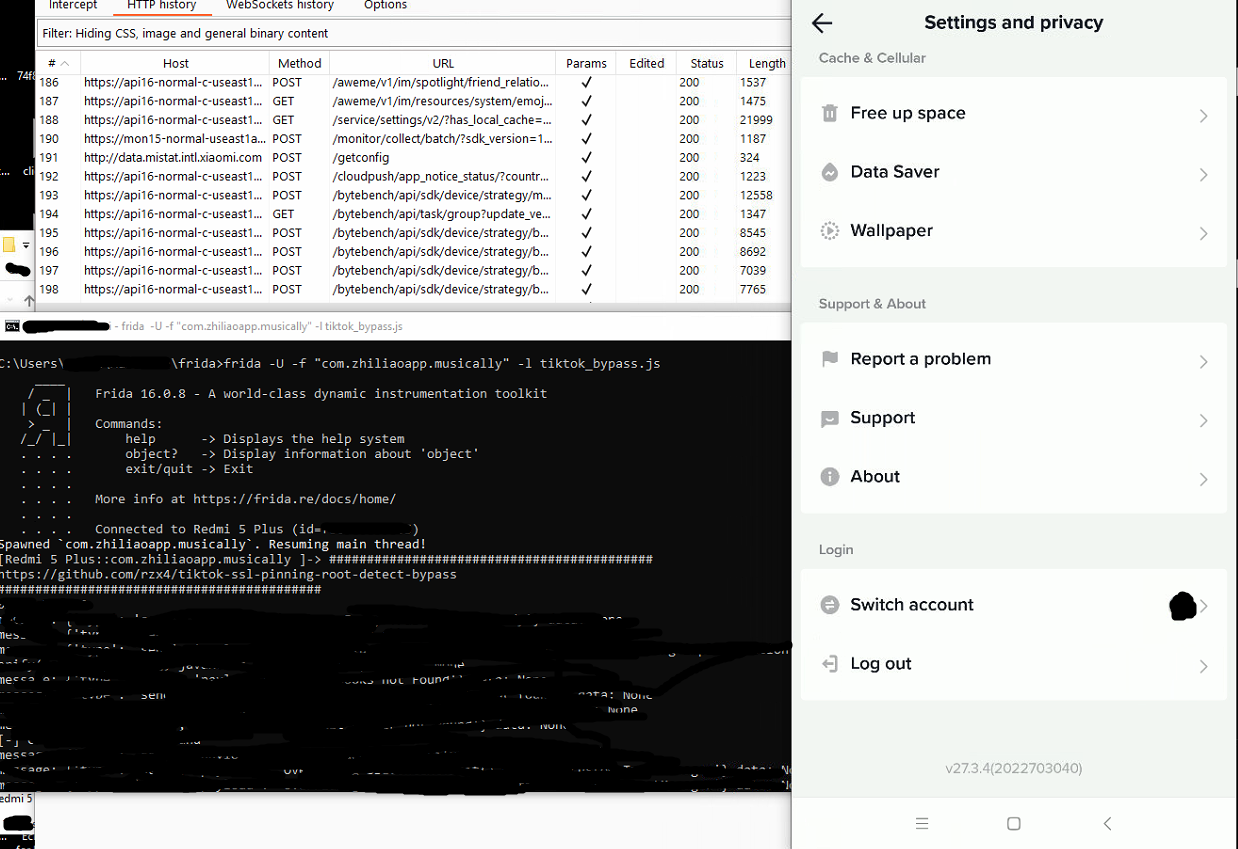 Intercept HTTP history WebSockets history Options
Filter: Hiding CSS, image and general binary content
# Host Method URL Params Edited Status Length
186 https://api16-normal-c-useast1... POST /aweme/v1/im/spotlight/friend_relatio... ✓ 200 1537
187 https://api16-normal-c-useast1... GET /aweme/v1/im/resources/system/emoj... ✓ 200 1475
188 https://api16-normal-c-useast1... GET /service/settings/v2/?has_local_cache=... ✓ 200 21999
190 https://mon15-normal-useast1a... POST /monitor/collect/batch/?sdk_version=1... ✓ 200 1187
191 http://data.mistat.intl.xiaomi.com POST /getconfig ✓ 200 324
192 https://api16-normal-c-useast1... POST /cloudpush/app_notice_status/?countr... ✓ 200 1223
193 https://api16-normal-c-useast1... POST /bytebench/api/sdk/device/strategy/m... ✓ 200 12558
194 https://api16-normal-c-useast1... GET /bytebench/api/task/group?update_ve... ✓ 200 1347
195 https://api16-normal-c-useast1... POST /bytebench/api/sdk/device/strategy/b... ✓ 200 8545
196 https://api16-normal-c-useast1... POST /bytebench/api/sdk/device/strategy/b... ✓ 200 8692
197 https://api16-normal-c-useast1... POST /bytebench/api/sdk/device/strategy/b... ✓ 200 7039
198 https://api16-normal-c-useast1... POST /bytebench/api/sdk/device/strategy/b... ✓ 200 7765
- frida -U -f "com.zhiliaoapp.musically" -l tiktok_bypass.js
C:\Users\ \frida>frida -U -f "com.zhiliaoapp.musically" -l tiktok_bypass.js
Frida 16.0.8 - A world-class dynamic instrumentation toolkit
Commands:
help -> Displays the help system
object? -> Display information about 'object'
exit/quit -> Exit
More info at https://frida.re/docs/home/
Connected to Redmi 5 Plus (id= )
Spawned `com.zhiliaoapp.musically`. Resuming main thread!
[Redmi 5 Plus::com.zhiliaoapp.musically ]-> ###########################################
https://github.com/rzx4/tiktok-ssl-pinning-root-detect-bypass
###########################################
Settings and privacy
Cache & Cellular
Free up space
Data Saver
Wallpaper
Support & About
Report a problem
Support
About
Login
Switch account
Log out
v27.3.4(2022703040)